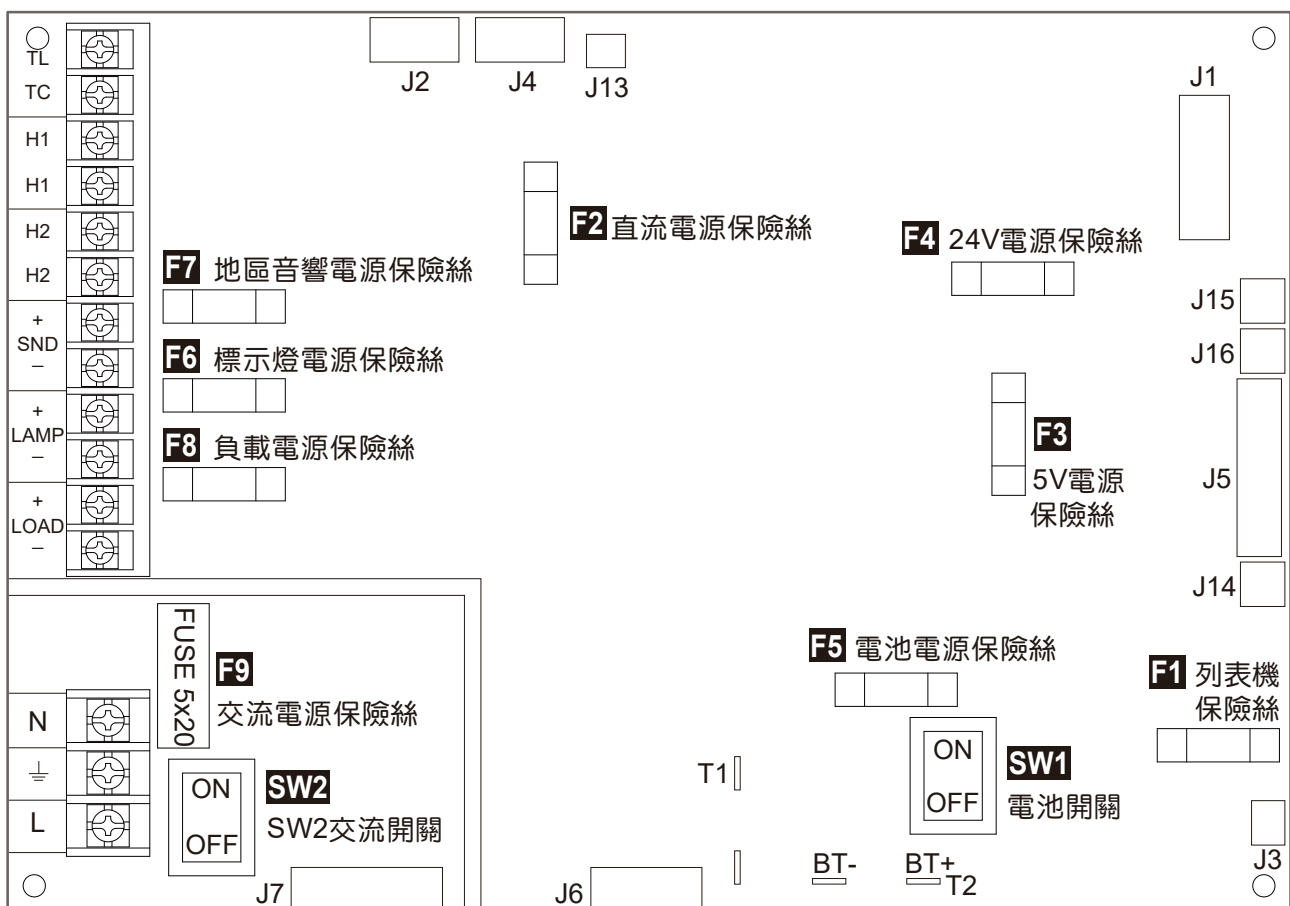 TL
TC
H1
H1
H2
H2
+
SND
−
+
LAMP
−
+
LOAD
−
J2
J4
J13
J1
F2 直流電源保險絲
F4 24V電源保險絲
F7 地區音響電源保險絲
J15
F6 標示燈電源保險絲
J16
F8 負載電源保險絲
F3
5V電源
保險絲
J5
J14
FUSE 5x20
F9
交流電源保險絲
F5 電池電源保險絲
F1 列表機
保險絲
N
⏚
L
ON
OFF
SW2
SW2交流開關
T1
ON
OFF
SW1
電池開關
J7
J6
BT-
BT+
T2
J3